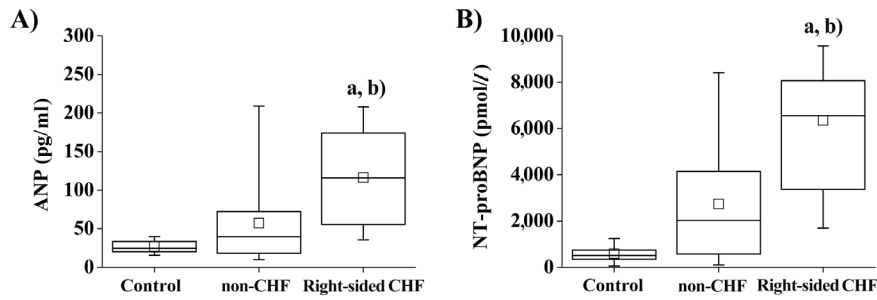 A)
ANP (pg/ml)
300
250
200
150
100
50
0
a, b)
Control
non-CHF
Right-sided CHF
B)
NT-proBNP (pmol/l)
10,000
8,000
6,000
4,000
2,000
0
a, b)
Control
non-CHF
Right-sided CHF